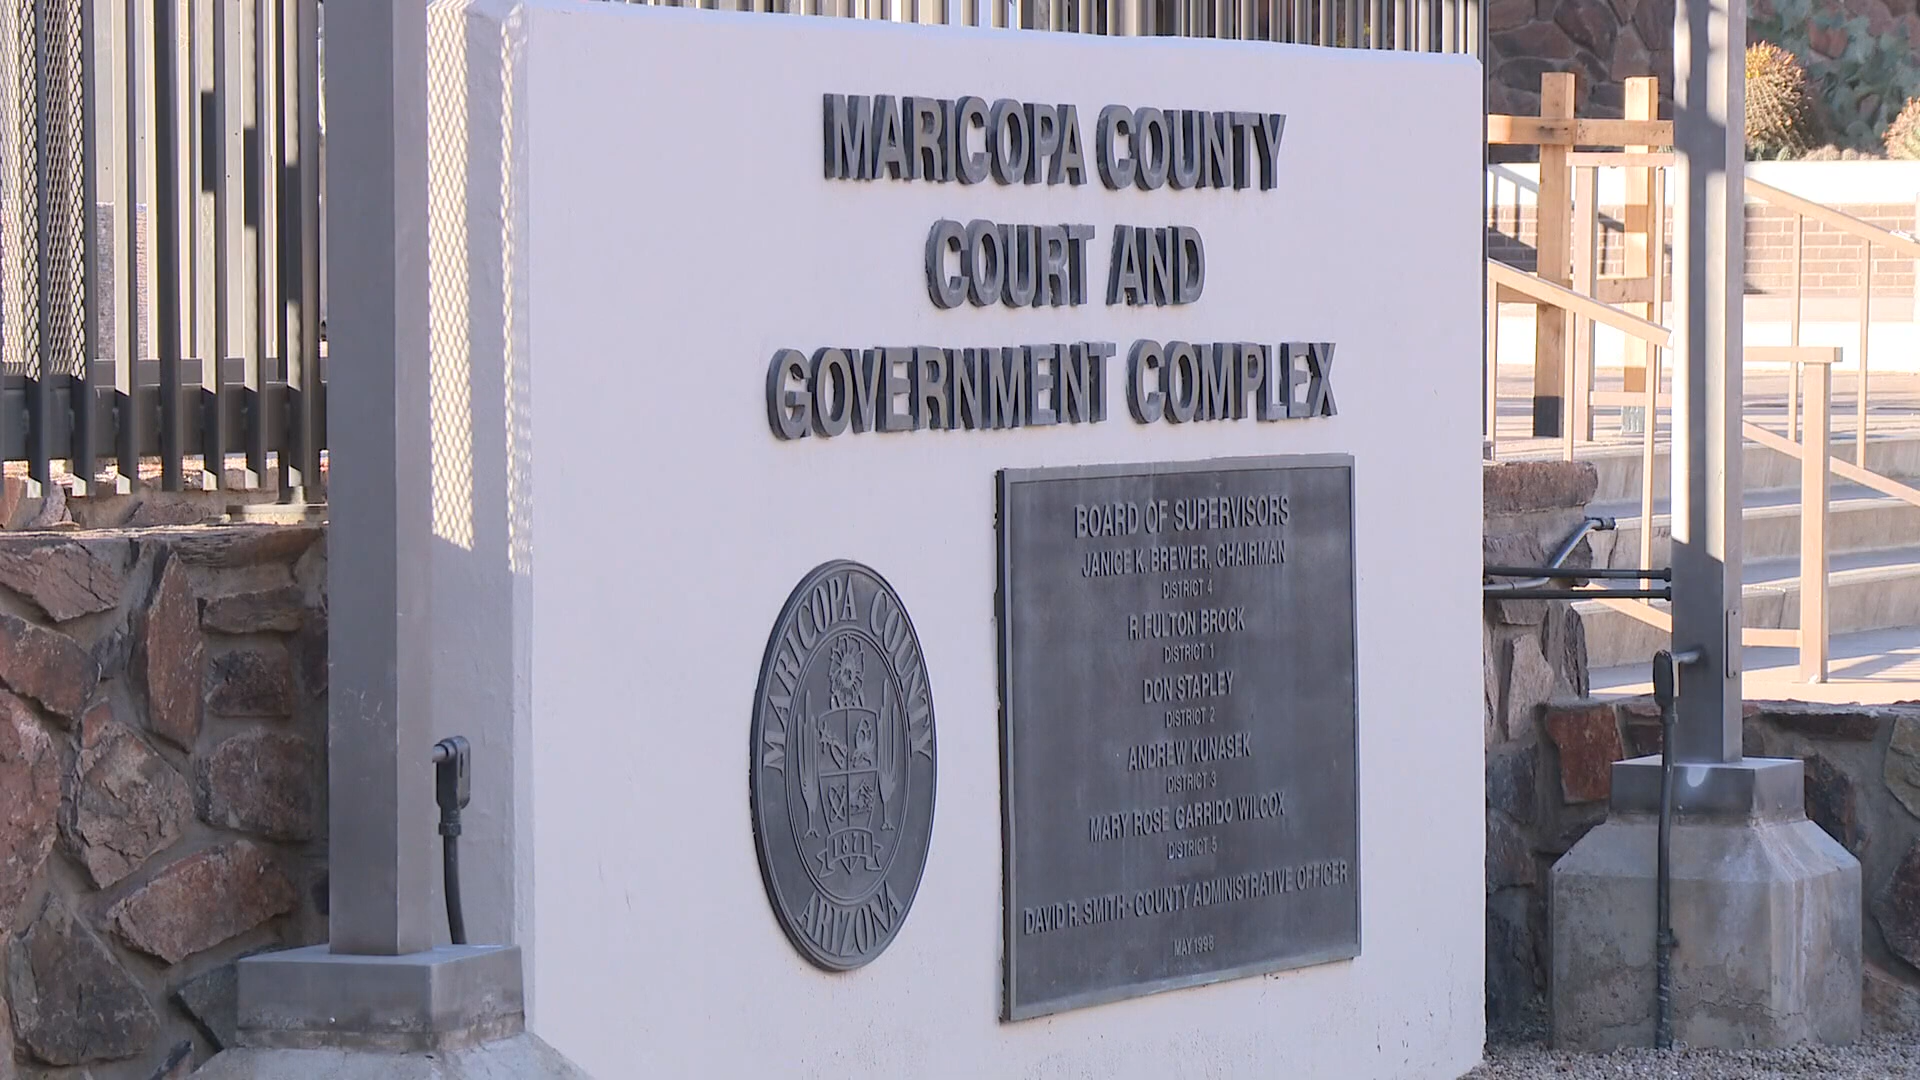 MARICOPA COUNTY
COURT AND
GOVERNMENT COMPLEX
BOARD OF SUPERVISORS
JANICE K. BREWER, CHAIRMAN
DISTRICT 4
R. FULTON BROCK
DISTRICT 1
DON STAPLEY
DISTRICT 2
ANDREW KUNASEK
DISTRICT 3
MARY ROSE GARRIDO WILCOX
DISTRICT 5
DAVID R. SMITH · COUNTY ADMINISTRATIVE OFFICER
MAY 1998
MARICOPA COUNTY
1871
ARIZONA